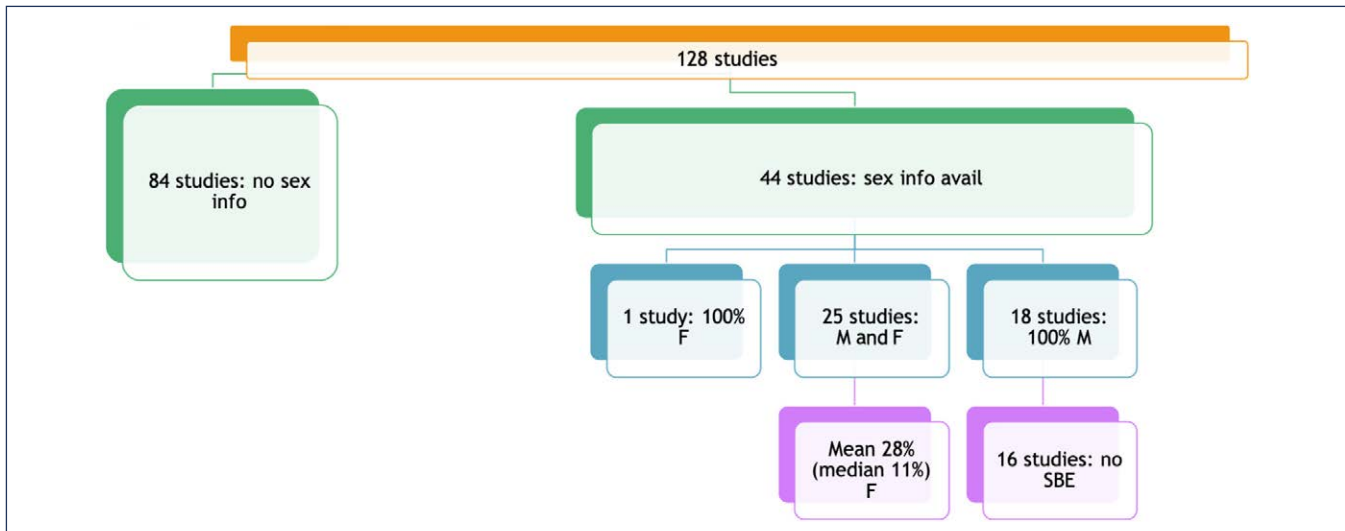 128 studies
84 studies: no sex
info
44 studies: sex info avail
1 study: 100%
F
25 studies:
M and F
18 studies:
100% M
Mean 28%
(median 11%)
F
16 studies: no
SBE